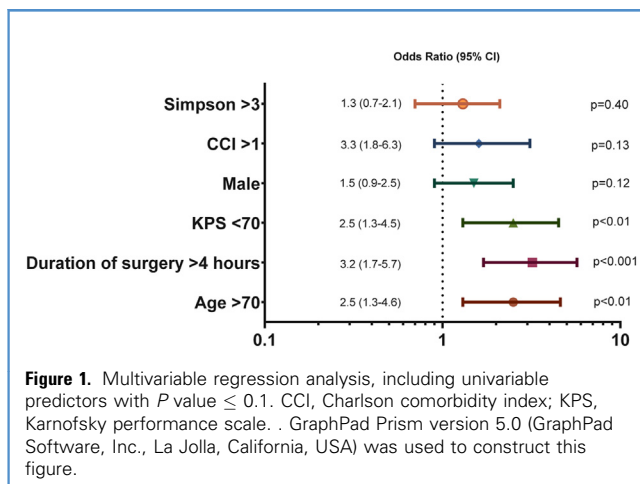 Odds Ratio (95% CI)
Simpson >3 1.3 (0.7-2.1) p=0.40
CCI >1 3.3 (1.8-6.3) p=0.13
Male 1.5 (0.9-2.5) p=0.12
KPS <70 2.5 (1.3-4.5) p<0.01
Duration of surgery >4 hours 3.2 (1.7-5.7) p<0.001
Age >70 2.5 (1.3-4.6) p<0.01
0.1 1 10
Figure 1. Multivariable regression analysis, including univariable
predictors with P value ≤ 0.1. CCI, Charlson comorbidity index; KPS,
Karnofsky performance scale. . GraphPad Prism version 5.0 (GraphPad
Software, Inc., La Jolla, California, USA) was used to construct this
figure.